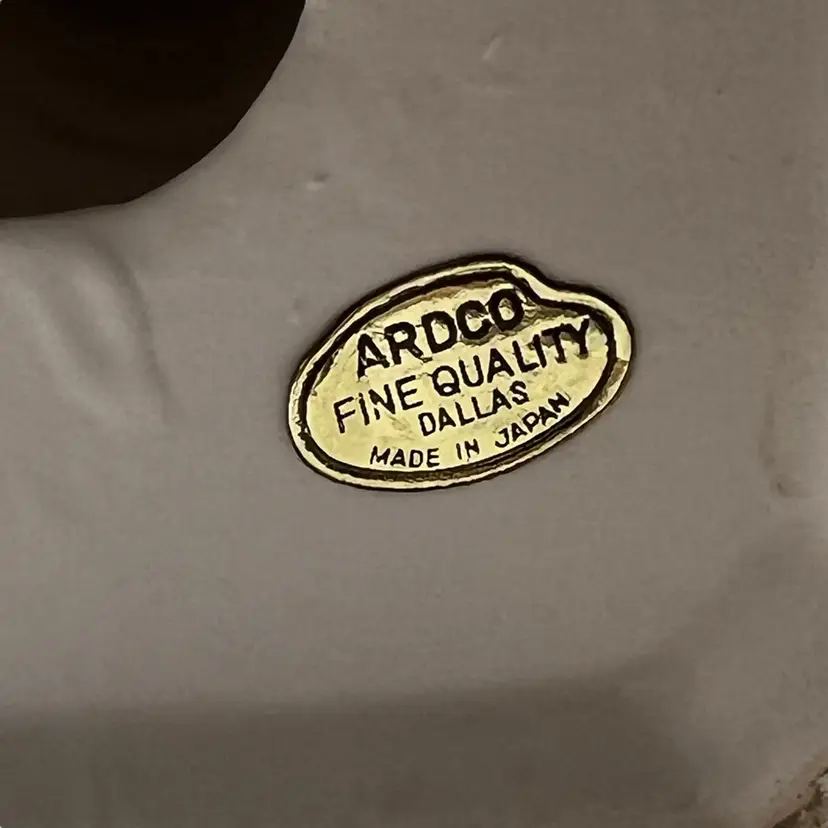 ARDCO
FINE QUALITY
DALLAS
MADE IN JAPAN